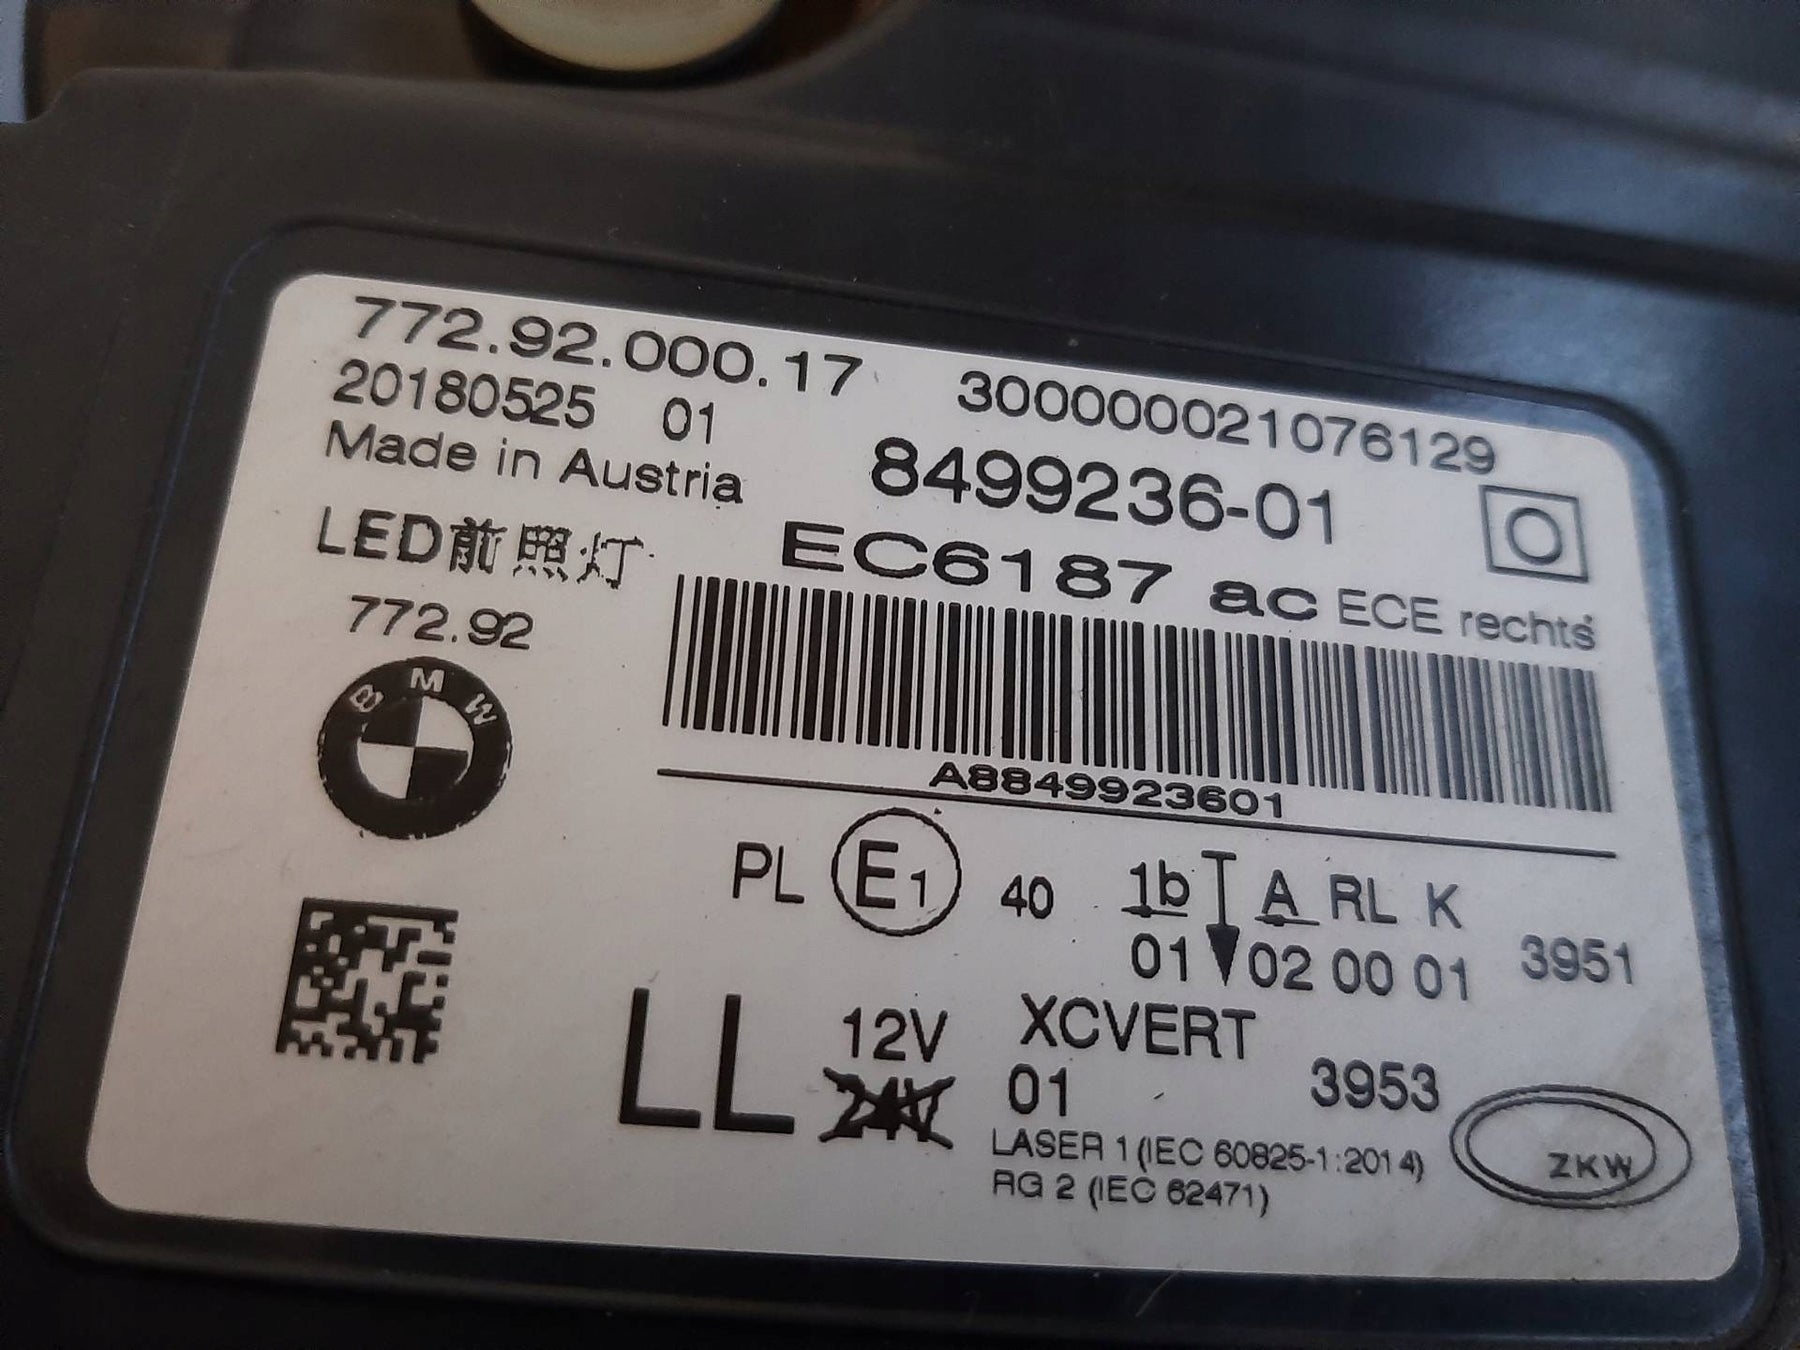 772.92.000.17 300000021076129
20180525 01
Made in Austria 8499236-01
LED前照灯 EC6187 ac ECE rechts
772.92
BMW
A8849923601
PL E1 40 1b A RL K
01 02 00 01 3951
LL 12V XCVERT
24V 01 3953
LASER 1 (IEC 60825-1:2014)
RG 2 (IEC 62471)
ZKW